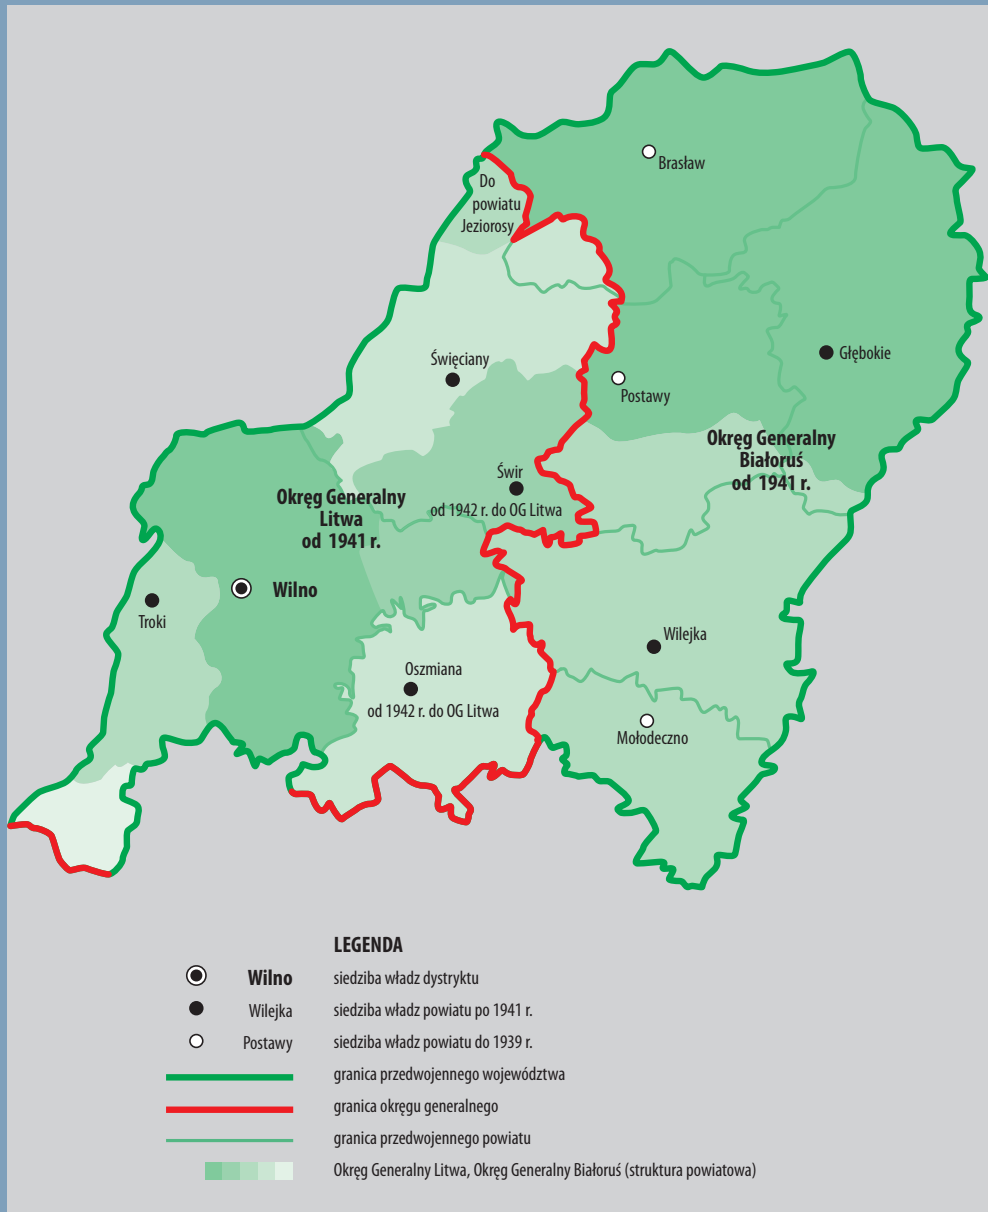 Brasław
Do
powiatu
Jeziorosy
Święciany
Głębokie
Postawy
Okręg Generalny
Białoruś
od 1941 r.
Świr
od 1942 r. do OG Litwa
Okręg Generalny
Litwa
od 1941 r.
Wilno
Troki
Wilejka
Oszmiana
od 1942 r. do OG Litwa
Mołodeczno
LEGENDA
Wilno siedziba władz dystryktu
Wilejka siedziba władz powiatu po 1941 r.
Postawy siedziba władz powiatu do 1939 r.
granica przedwojennego województwa
granica okręgu generalnego
granica przedwojennego powiatu
Okręg Generalny Litwa, Okręg Generalny Białoruś (struktura powiatowa)